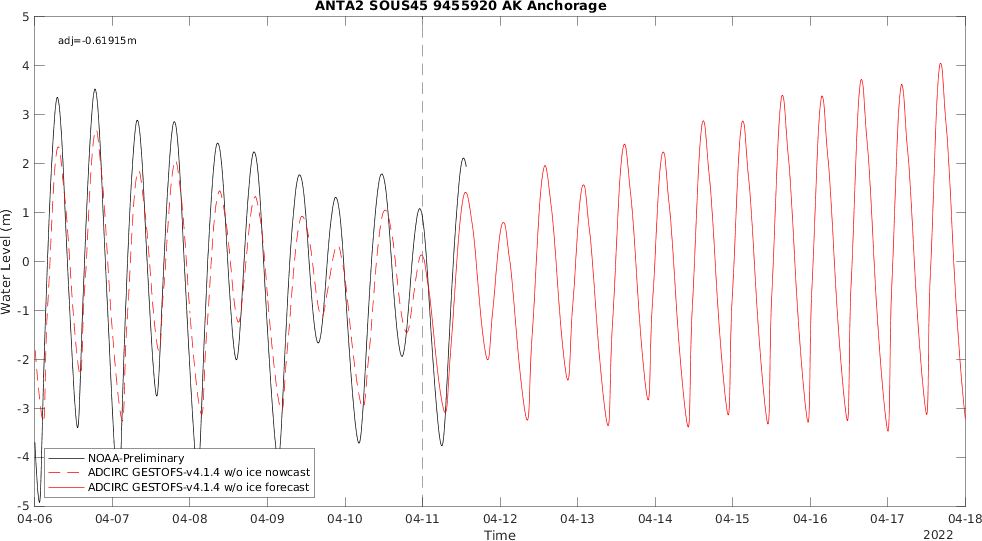 ANTA2 SOUS45 9455920 AK Anchorage
adj=-0.61915m
5
4
3
2
1
0
-1
-2
-3
-4
-5
Water Level (m)
NOAA-Preliminary
ADCIRC GESTOFS-v4.1.4 w/o ice nowcast
ADCIRC GESTOFS-v4.1.4 w/o ice forecast
04-06 04-07 04-08 04-09 04-10 04-11 04-12 04-13 04-14 04-15 04-16 04-17 04-18
Time
2022